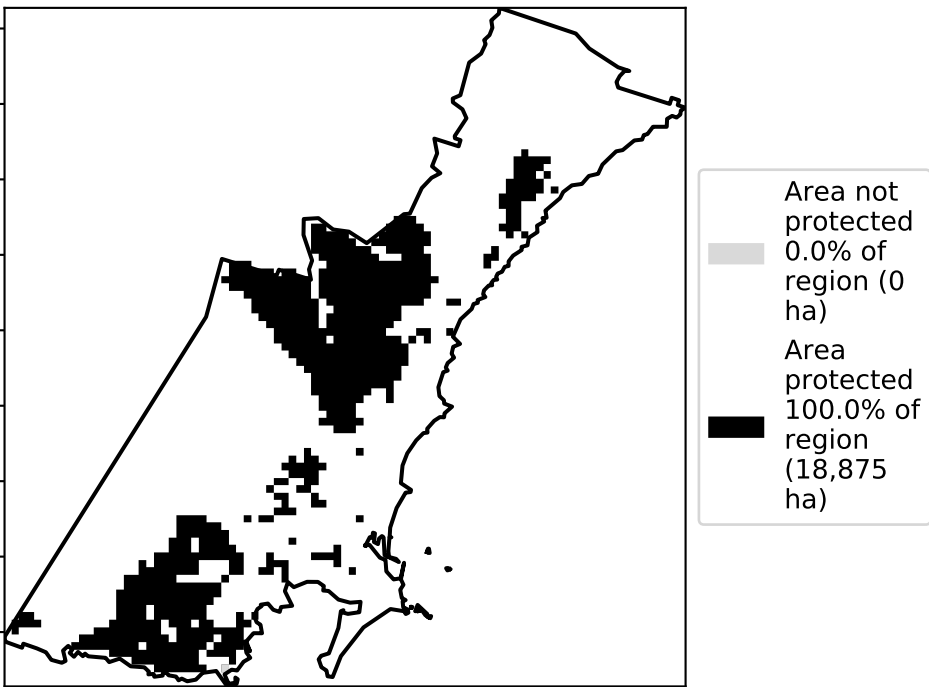 Area not
protected
0.0% of
region (0
ha)
Area
protected
100.0% of
region
(18,875
ha)